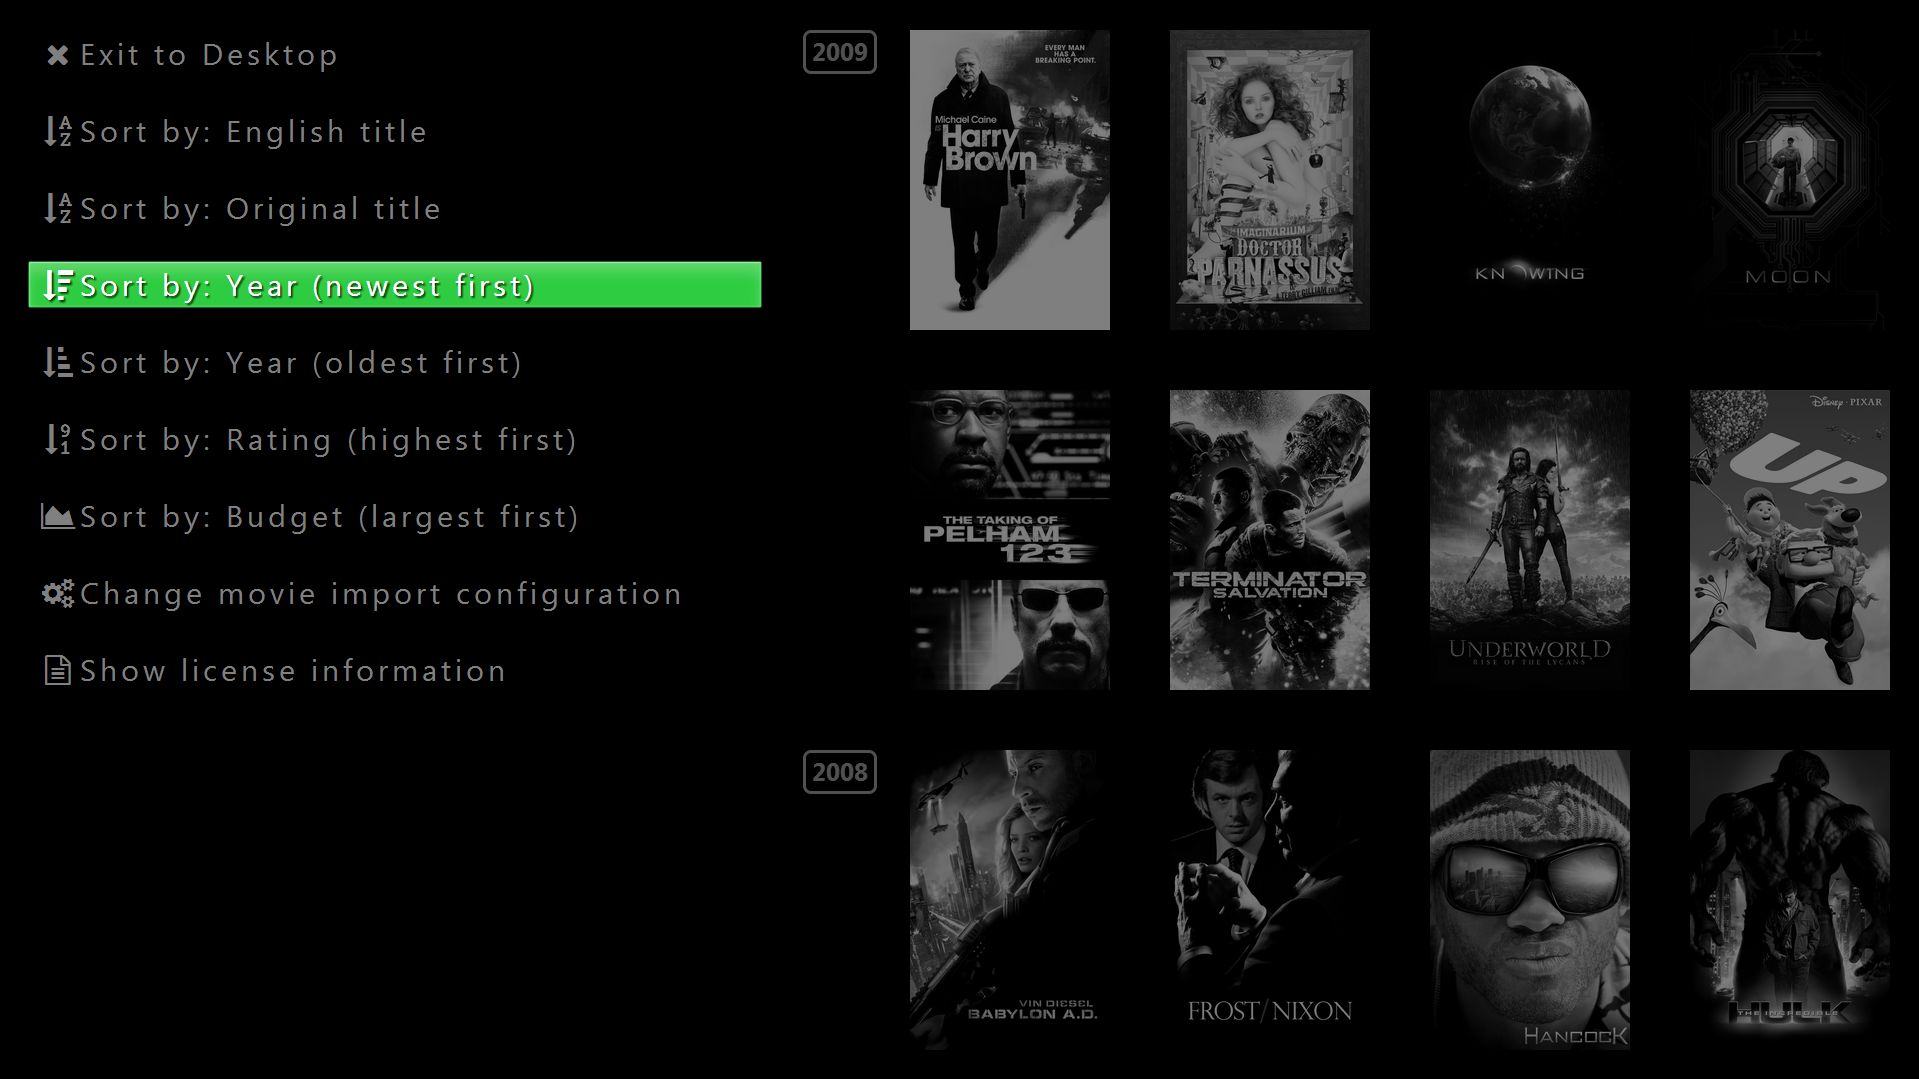 Exit to Desktop
Sort by: English title
Sort by: Original title
Sort by: Year (newest first)
Sort by: Year (oldest first)
Sort by: Rating (highest first)
Sort by: Budget (largest first)
Change movie import configuration
Show license information
2009
EVERY MAN
HAS A
BREAKING POINT.
Michael Caine
IS
Harry
Brown
IMAGINARIUM
DOCTOR
PARNASSUS
KNOWING
MOON
THE TAKING OF
PELHAM
123
TERMINATOR
SALVATION
UNDERWORLD
RISE OF THE LYCANS
DISNEY · PIXAR
UP
2008
VIN DIESEL
BABYLON A.D.
FROST/NIXON
HANCOCK
HULK
THE INCREDIBLE